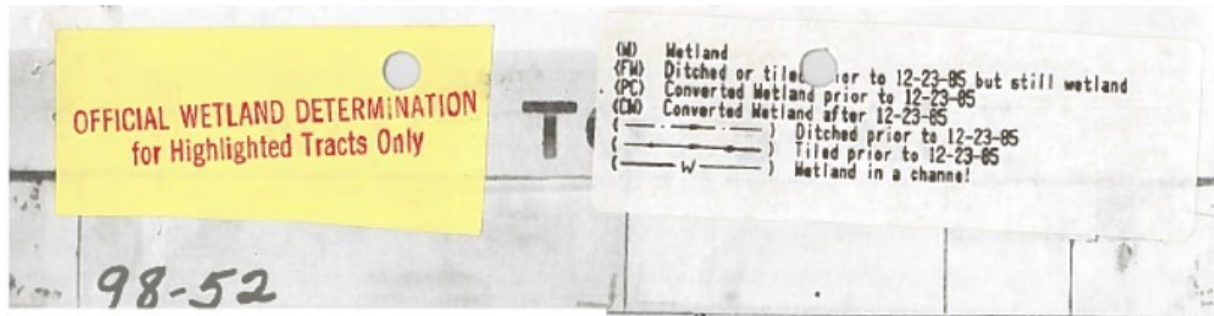 OFFICIAL WETLAND DETERMINATION
for Highlighted Tracts Only
98-52
T
(W) Wetland
(FW) Ditched or tiled prior to 12-23-85 but still wetland
(PC) Converted Wetland prior to 12-23-85
(CW) Converted Wetland after 12-23-85
( ) Ditched prior to 12-23-85
( ) Tiled prior to 12-23-85
( W ) Wetland in a channel